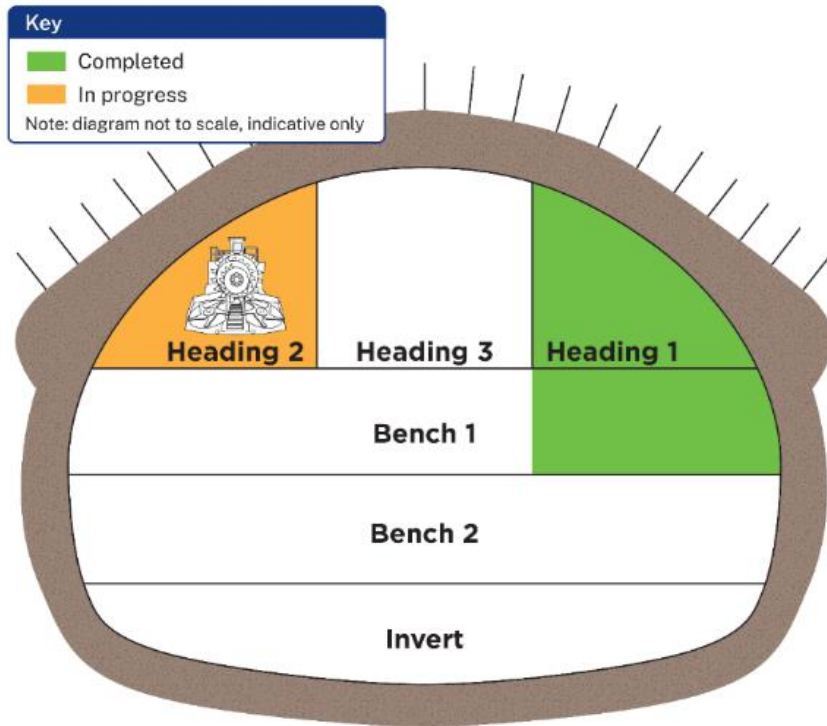 Key
Completed
In progress
Note: diagram not to scale, indicative only
Heading 2
Heading 3
Heading 1
Bench 1
Bench 2
Invert